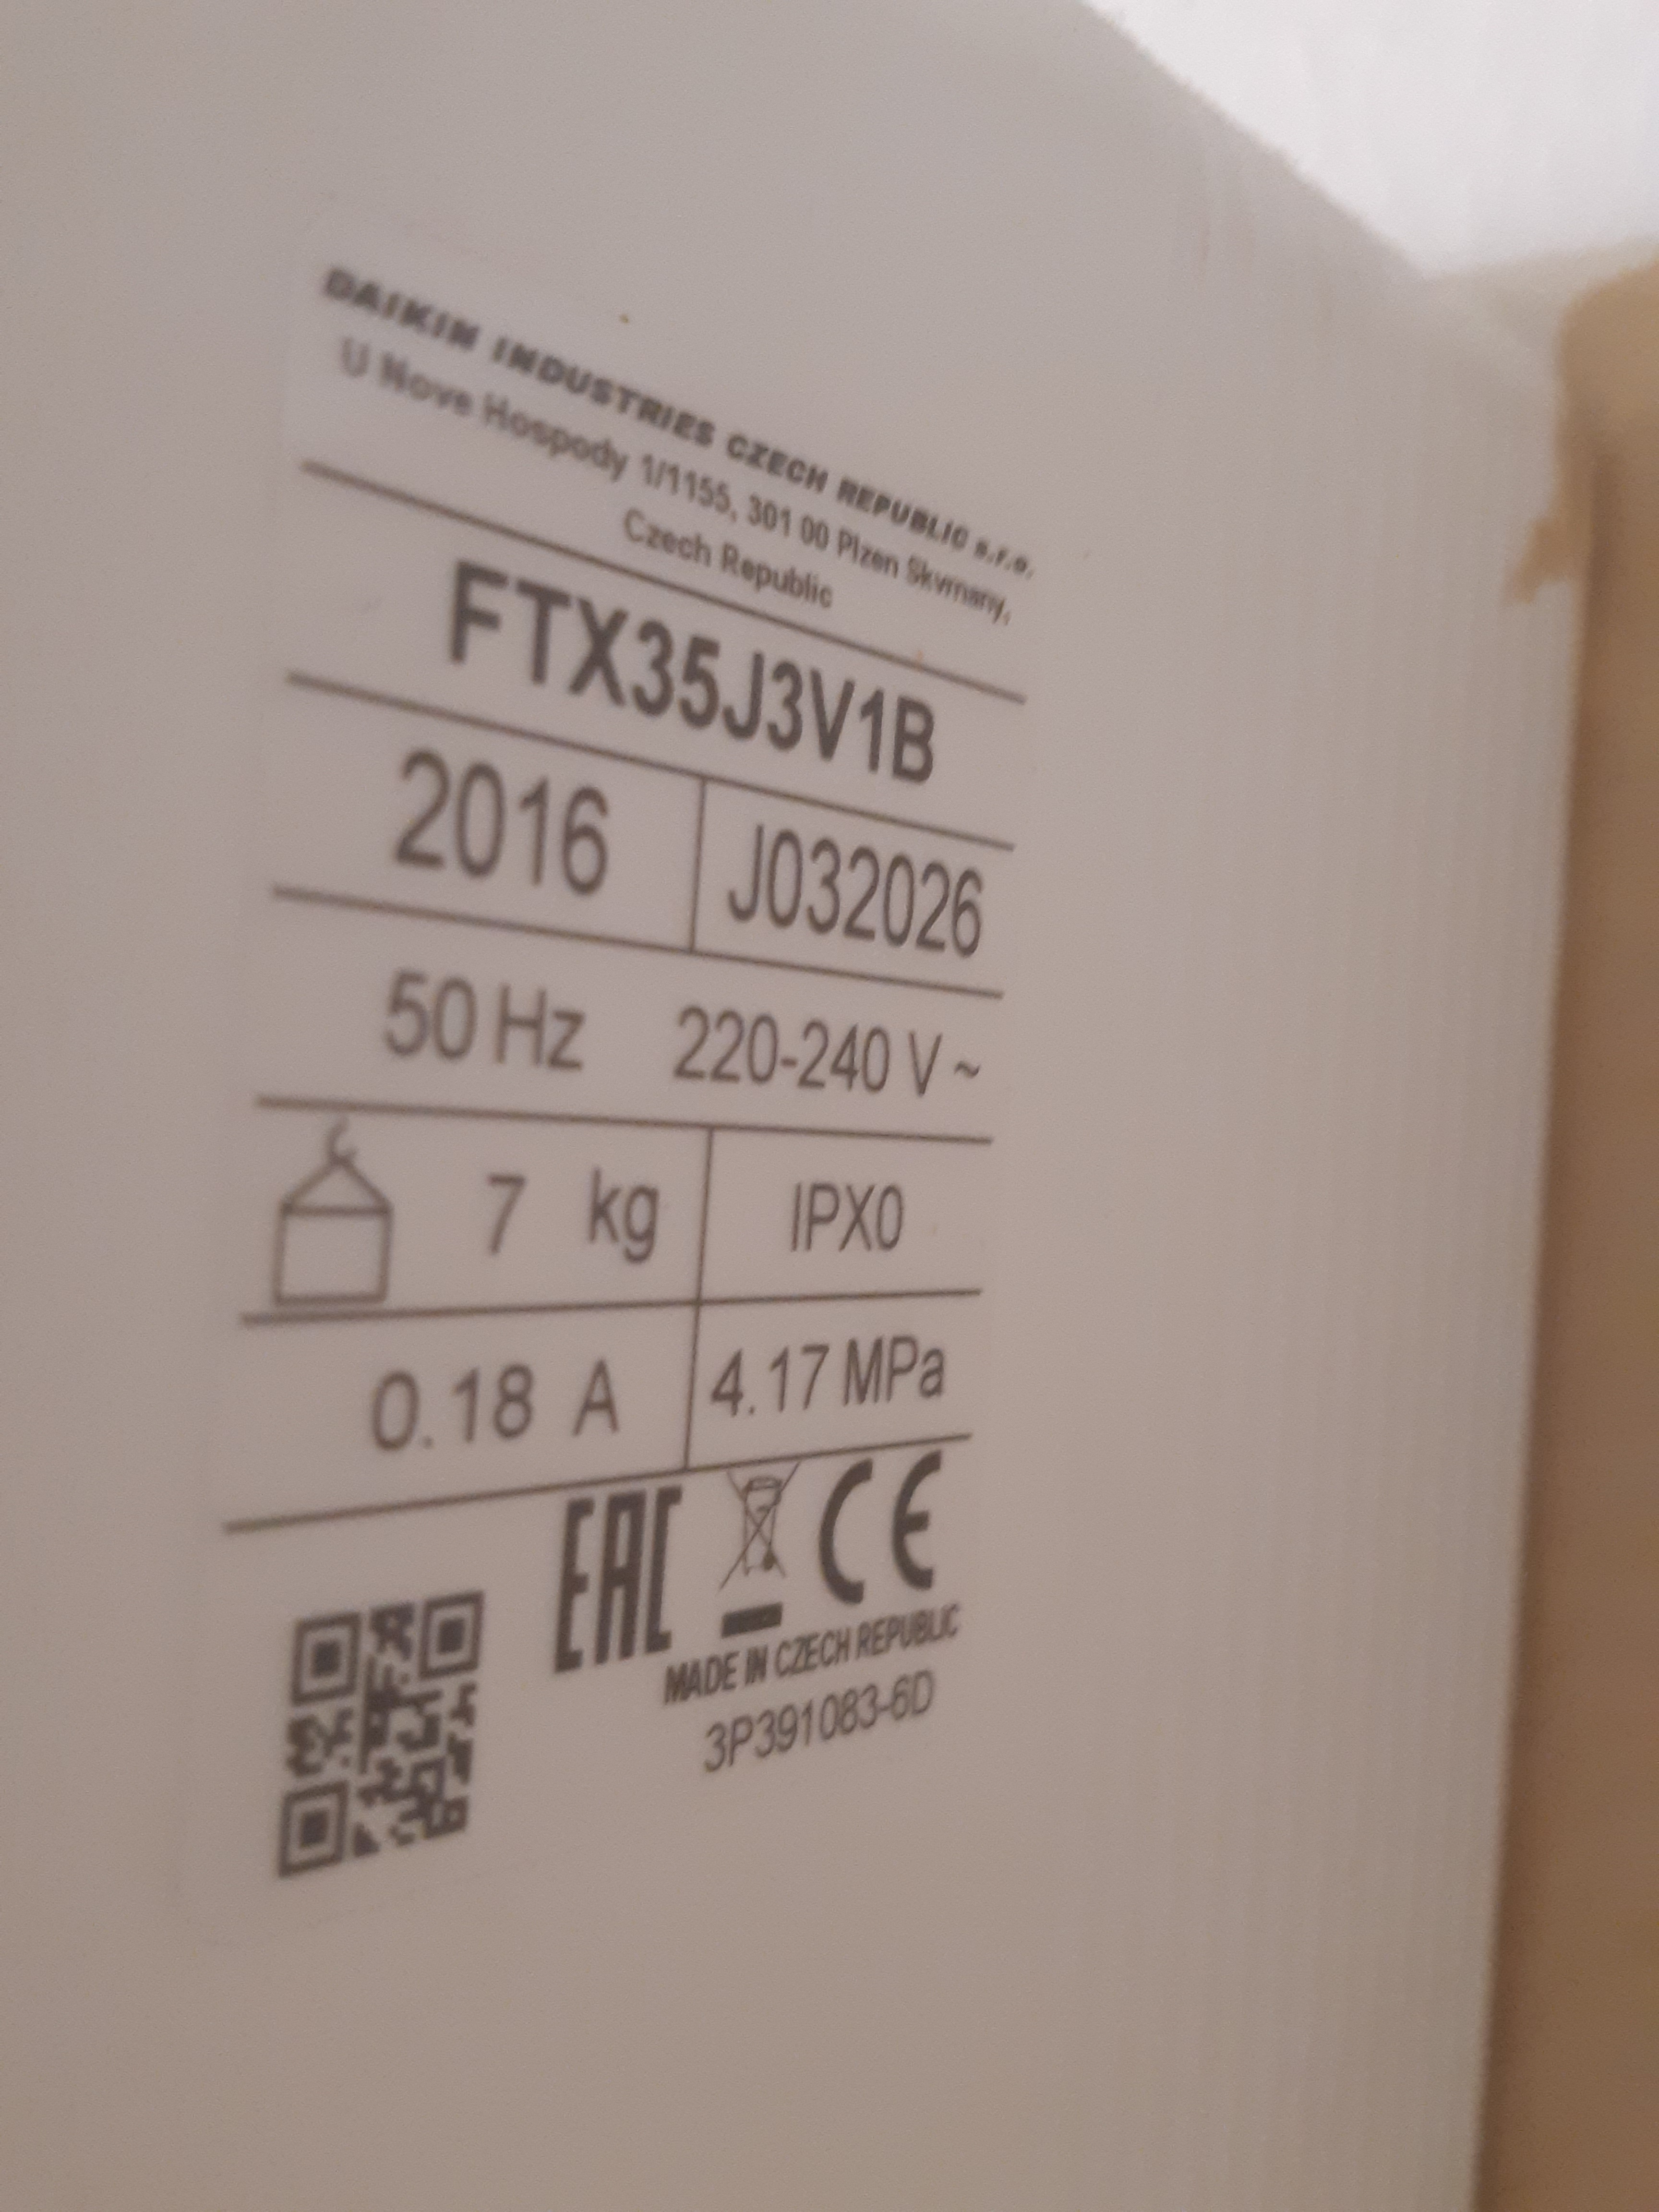 DAIKIN INDUSTRIES CZECH REPUBLIC s.r.o.
U Nove Hospody 1/1155, 301 00 Plzen Skvrnany,
Czech Republic
FTX35J3V1B
2016 J032026
50 Hz 220-240 V ~
7 kg IPX0
0.18 A 4.17 MPa
EAC CE
MADE IN CZECH REPUBLIC
3P391083-6D